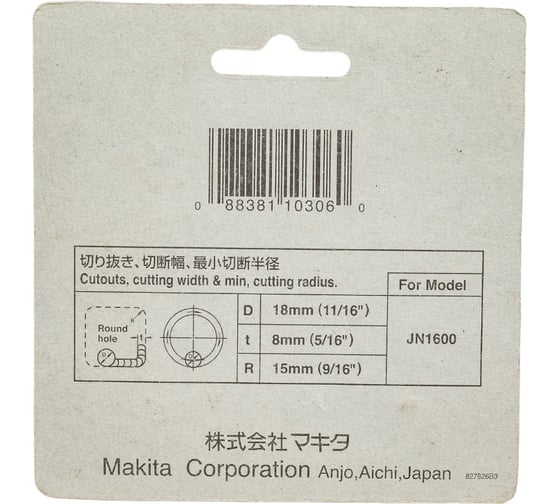 0 88381 10306 0
切り抜き、切断幅、最小切断半径
Cutouts, cutting width & min, cutting radius.
For Model
Round hole
R
t
D
D 18mm (11/16")
t 8mm (5/16")
R 15mm (9/16")
JN1600
株式会社マキタ
Makita Corporation Anjo,Aichi,Japan
827826B3